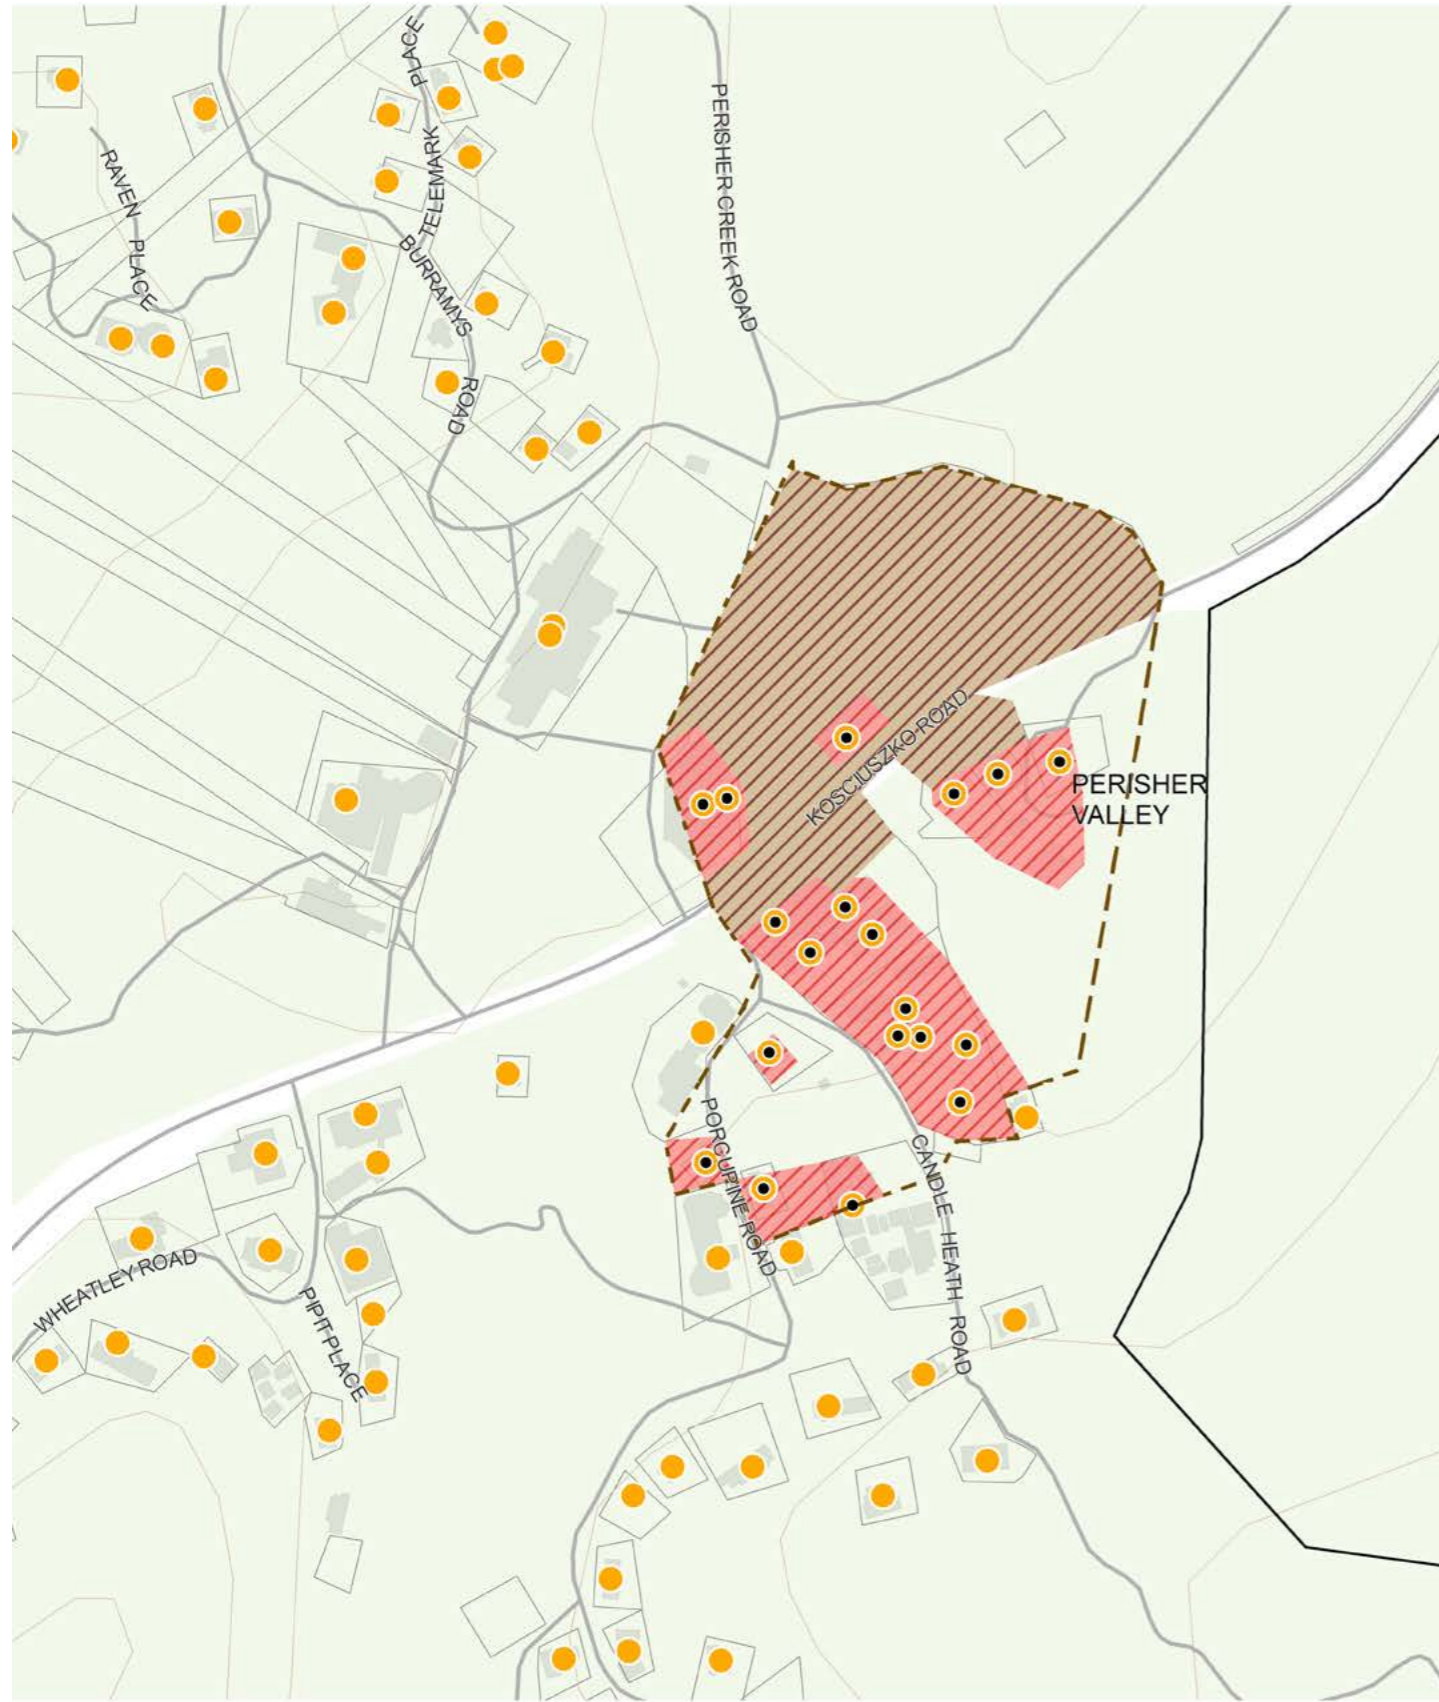 PLACE
TELEMARK
PERISHER CREEK ROAD
RAVEN PLACE
BURRAMYS ROAD
KOSCIUSZKO ROAD
PERISHER
VALLEY
PORCUPINE ROAD
CANDLE HEATH ROAD
WHEATLEY ROAD
PIPIT PLACE